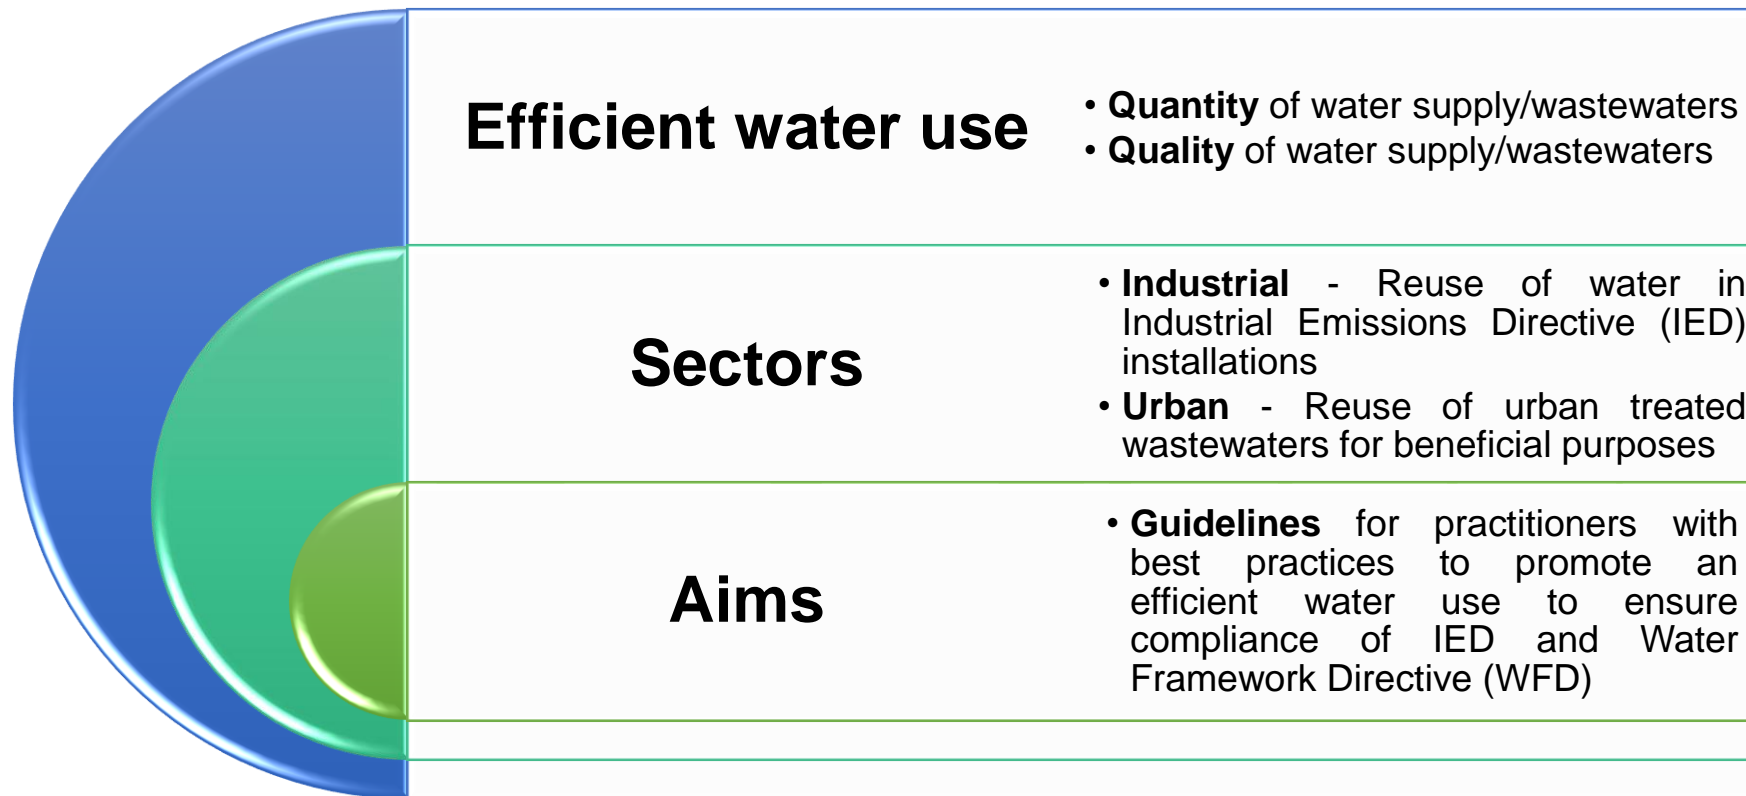 Efficient water use
• Quantity of water supply/wastewaters
• Quality of water supply/wastewaters
Sectors
• Industrial - Reuse of water in
Industrial Emissions Directive (IED)
installations
• Urban - Reuse of urban treated
wastewaters for beneficial purposes
Aims
• Guidelines for practitioners with
best practices to promote an
efficient water use to ensure
compliance of IED and Water
Framework Directive (WFD)